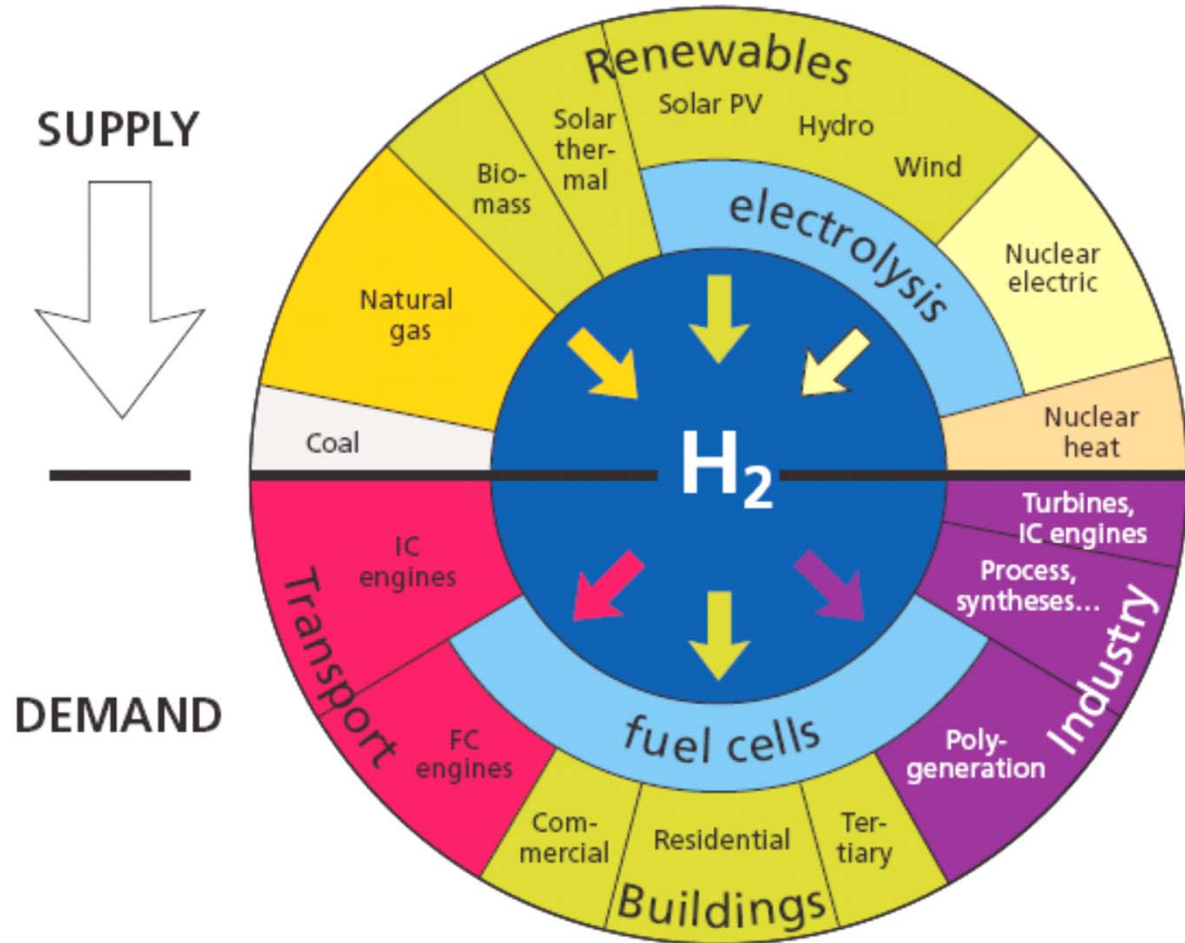 SUPPLY
Renewables
Solar PV
Hydro
Wind
Solar
ther-
mal
Bio-
mass
electrolysis
Nuclear
electric
Natural
gas
Nuclear
heat
Coal
H₂
DEMAND
Transport
IC
engines
FC
engines
fuel cells
Turbines,
IC engines
Process,
syntheses...
Poly-
generation
Industry
Com-
mercial
Residential
Ter-
tiary
Buildings